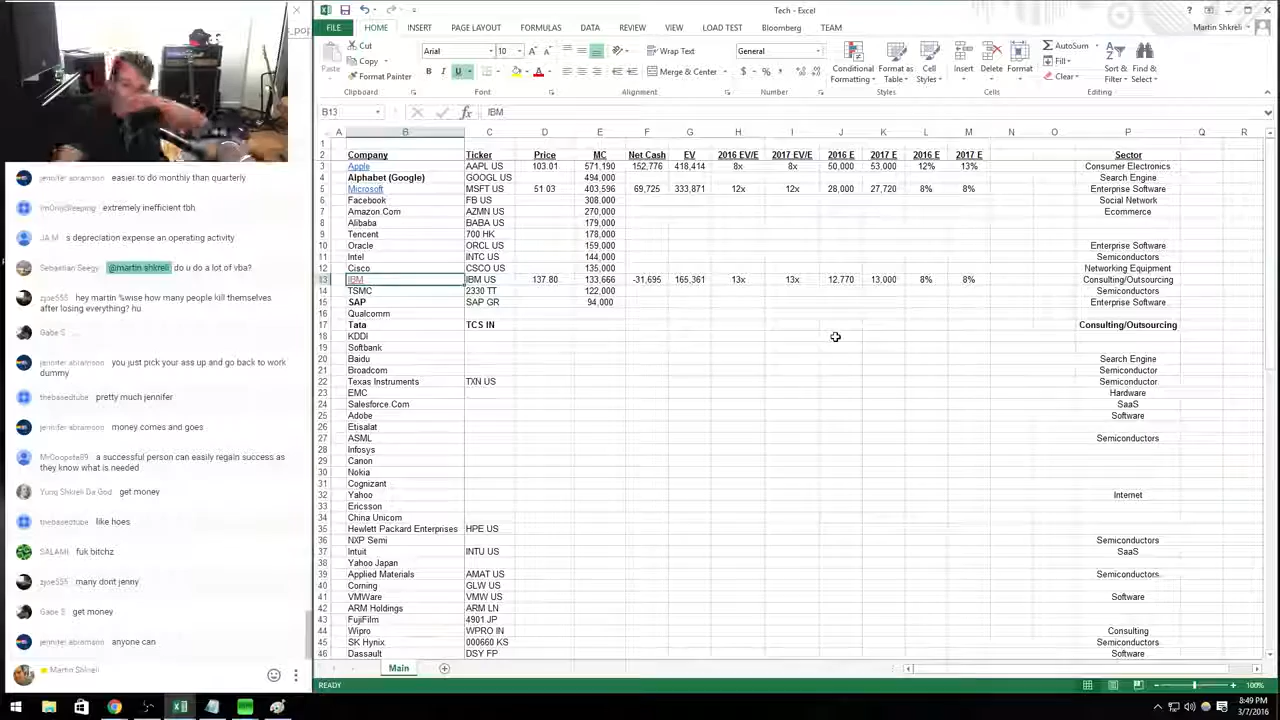 Tech - Excel
FILE HOME INSERT PAGE LAYOUT FORMULAS DATA REVIEW VIEW LOAD TEST Bloomberg TEAM Martin Shkreli
Cut
Copy
Format Painter
Paste
Clipboard
Arial 10
B I U
Font
Wrap Text
Merge & Center
Alignment
General
$ % ,
Number
Conditional Formatting
Format as Table
Cell Styles
Styles
Insert Delete Format
Cells
AutoSum
Fill
Clear
Sort & Filter
Find & Select
Editing
B13 fx IBM
A B C D E F G H I J K L M N O P Q R
1
2 Company Ticker Price MC Net Cash EV 2016 EV/E 2017 EV/E 2016 E 2017 E 2016 E 2017 E Sector
3 Apple AAPL US 103.01 571,190 152,776 418,414 8x 8x 50,000 53,000 12% 13% Consumer Electronics
4 Alphabet (Google) GOOGL US 494,000 Search Engine
5 Microsoft MSFT US 51.03 403,596 69,725 333,871 12x 12x 28,000 27,720 8% 8% Enterprise Software
6 Facebook FB US 308,000 Social Network
7 Amazon.Com AZMN US 270,000 Ecommerce
8 Alibaba BABA US 179,000
9 Tencent 700 HK 178,000
10 Oracle ORCL US 159,000 Enterprise Software
11 Intel INTC US 144,000 Semiconductors
12 Cisco CSCO US 135,000 Networking Equipment
13 IBM IBM US 137.80 133,666 -31,695 165,361 13x 13x 12,770 13,000 8% 8% Consulting/Outsourcing
14 TSMC 2330 TT 122,000 Semiconductors
15 SAP SAP GR 94,000 Enterprise Software
16 Qualcomm
17 Tata TCS IN Consulting/Outsourcing
18 KDDI
19 Softbank
20 Baidu Search Engine
21 Broadcom Semiconductor
22 Texas Instruments TXN US Semiconductor
23 EMC Hardware
24 Salesforce.Com SaaS
25 Adobe Software
26 Etisalat
27 ASML Semiconductors
28 Infosys
29 Canon
30 Nokia
31 Cognizant
32 Yahoo Internet
33 Ericsson
34 China Unicom
35 Hewlett Packard Enterprises HPE US
36 NXP Semi Semiconductors
37 Intuit INTU US SaaS
38 Yahoo Japan
39 Applied Materials AMAT US Semiconductors
40 Corning GLW US
41 VMWare VMW US Software
42 ARM Holdings ARM LN
43 FujiFilm 4901 JP
44 Wipro WPRO IN Consulting
45 SK Hynix 000660 KS Semiconductors
46 Dassault DSY FP Software
Main
READY 100%
jennifer abramson easier to do monthly than quarterly
ImOnlySleeping extremely inefficient tbh
JA.M s depreciation expense an operating activity
Sebastian Seegy @martin shkreli do u do a lot of vba?
zjoe555 hey martin %wise how many people kill themselves
after losing everything? hu
Gabe S ...
jennifer abramson you just pick your ass up and go back to work
dummy
thebasedtube pretty much jennifer
jennifer abramson money comes and goes
MrGoopsta89 a successful person can easily regain success as
they know what is needed
Yung Shkreli Da God get money
thebasedtube like hoes
SALAMI fuk bitchz
zjoe555 many dont jenny
Gabe S get money
jennifer abramson anyone can
Martin Shkreli
8:49 PM
3/7/2016